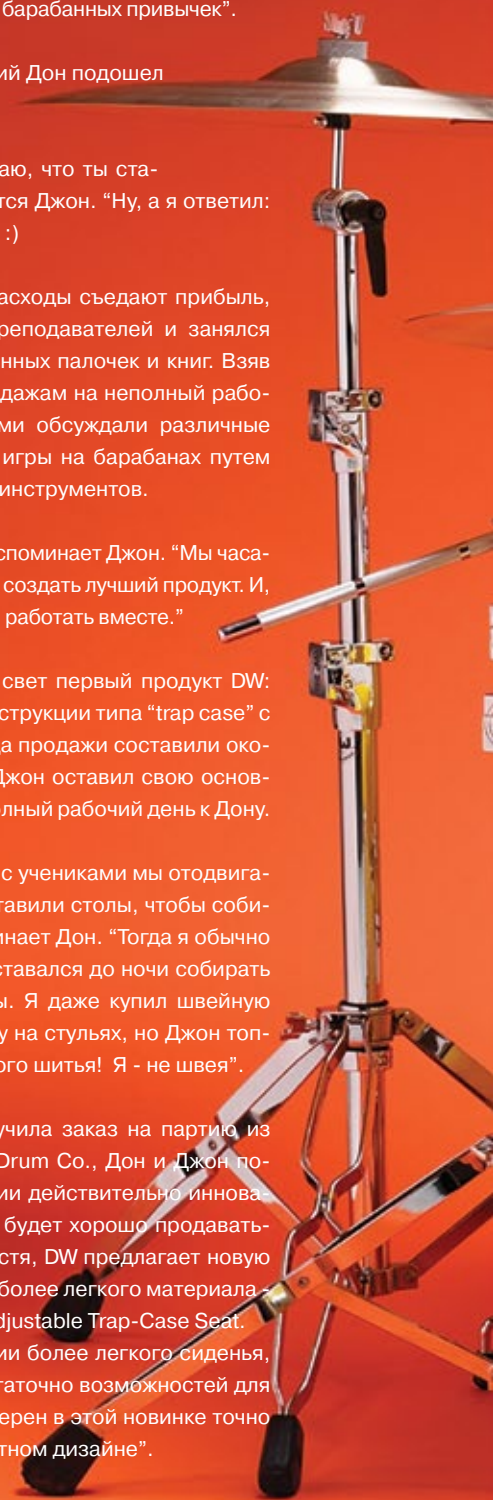 барабанных привычек”.
ий Дон подошел
аю, что ты ста-
тся Джон. “Ну, а я ответил:
:)
асходы съедают прибыль,
реподавателей и занялся
нных палочек и книг. Взяв
дажам на неполный рабо-
ми обсуждали различные
игры на барабанах путем
инструментов.
споминает Джон. “Мы часа-
создать лучший продукт. И,
работать вместе.”
свет первый продукт DW:
струкции типа “trap case” с
да продажи составили око-
Джон оставил свою основ-
олный рабочий день к Дону.
с учениками мы отодвига-
тавили столы, чтобы соби-
инает Дон. “Тогда я обычно
ставался до ночи собирать
ы. Я даже купил швейную
у на стульях, но Джон топ-
ого шитья! Я - не швея”.
учила заказ на партию из
Drum Co., Дон и Джон по-
ии действительно иннова-
будет хорошо продавать-
стя, DW предлагает новую
более легкого материала -
djustable Trap-Case Seat.
ии более легкого сиденья,
таточно возможностей для
ерен в этой новинке точно
тном дизайне”.